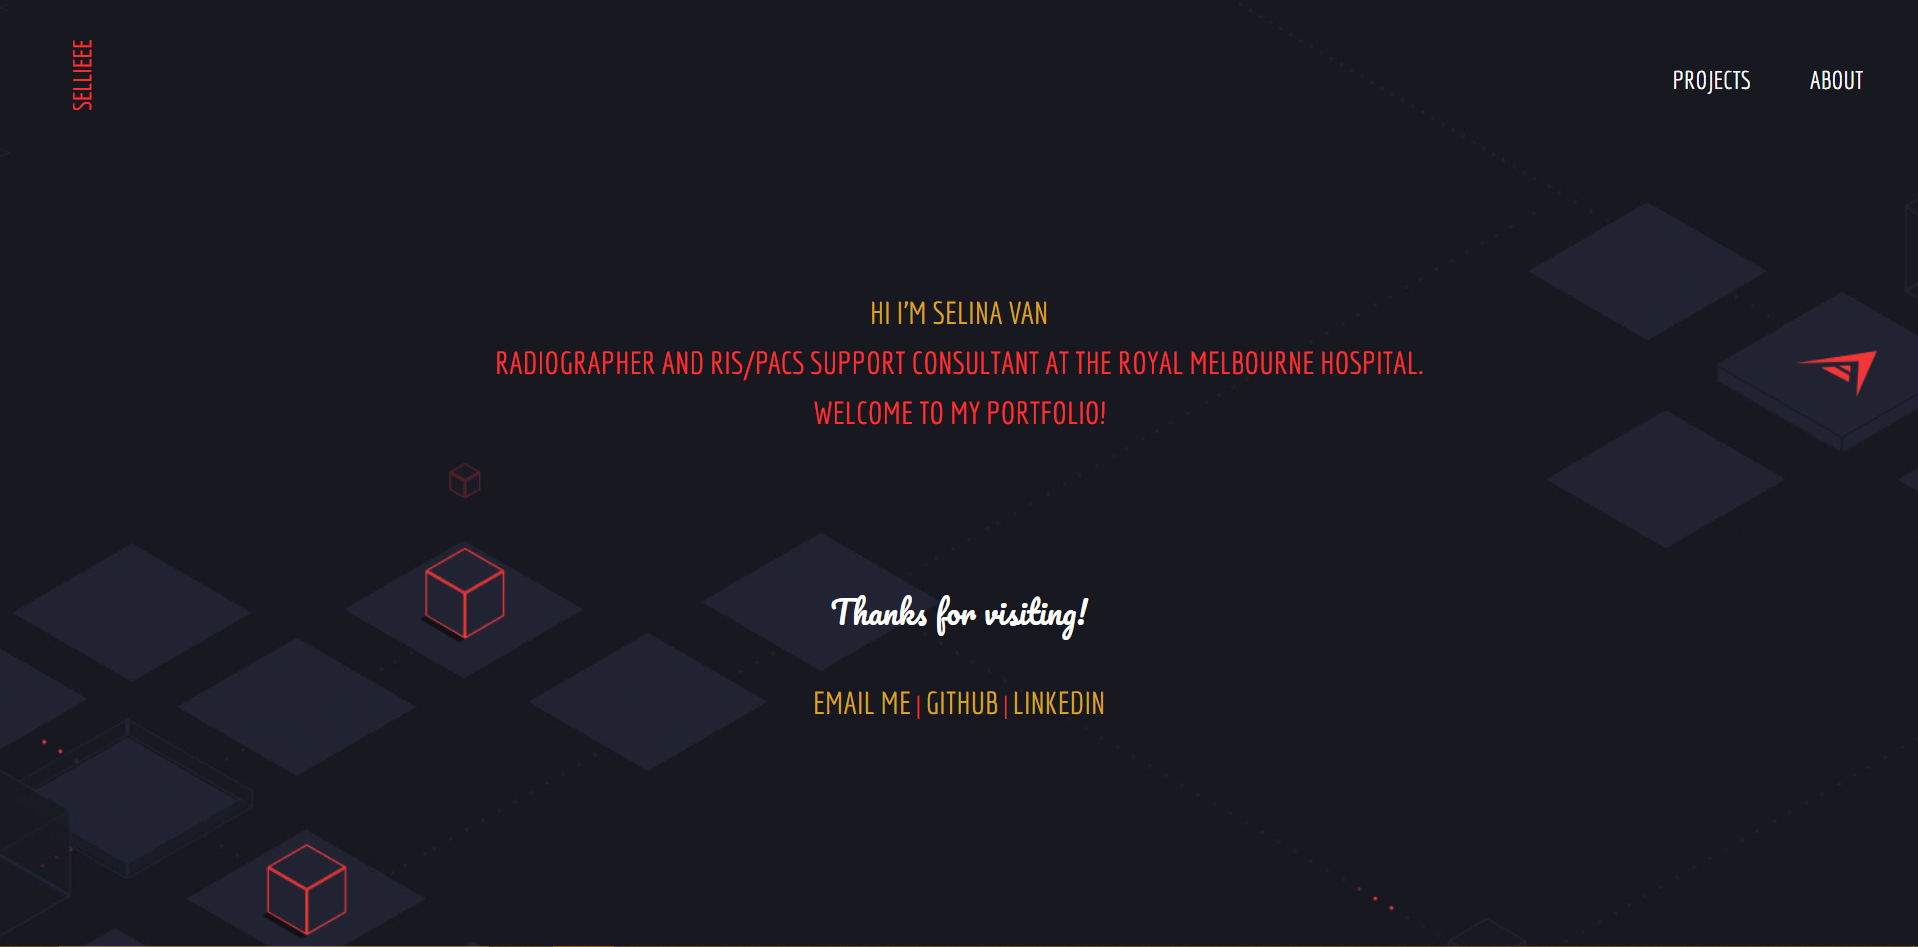 SELLIEEE
PROJECTS ABOUT
HI I'M SELINA VAN
RADIOGRAPHER AND RIS/PACS SUPPORT CONSULTANT AT THE ROYAL MELBOURNE HOSPITAL.
WELCOME TO MY PORTFOLIO!
Thanks for visiting!
EMAIL ME | GITHUB | LINKEDIN